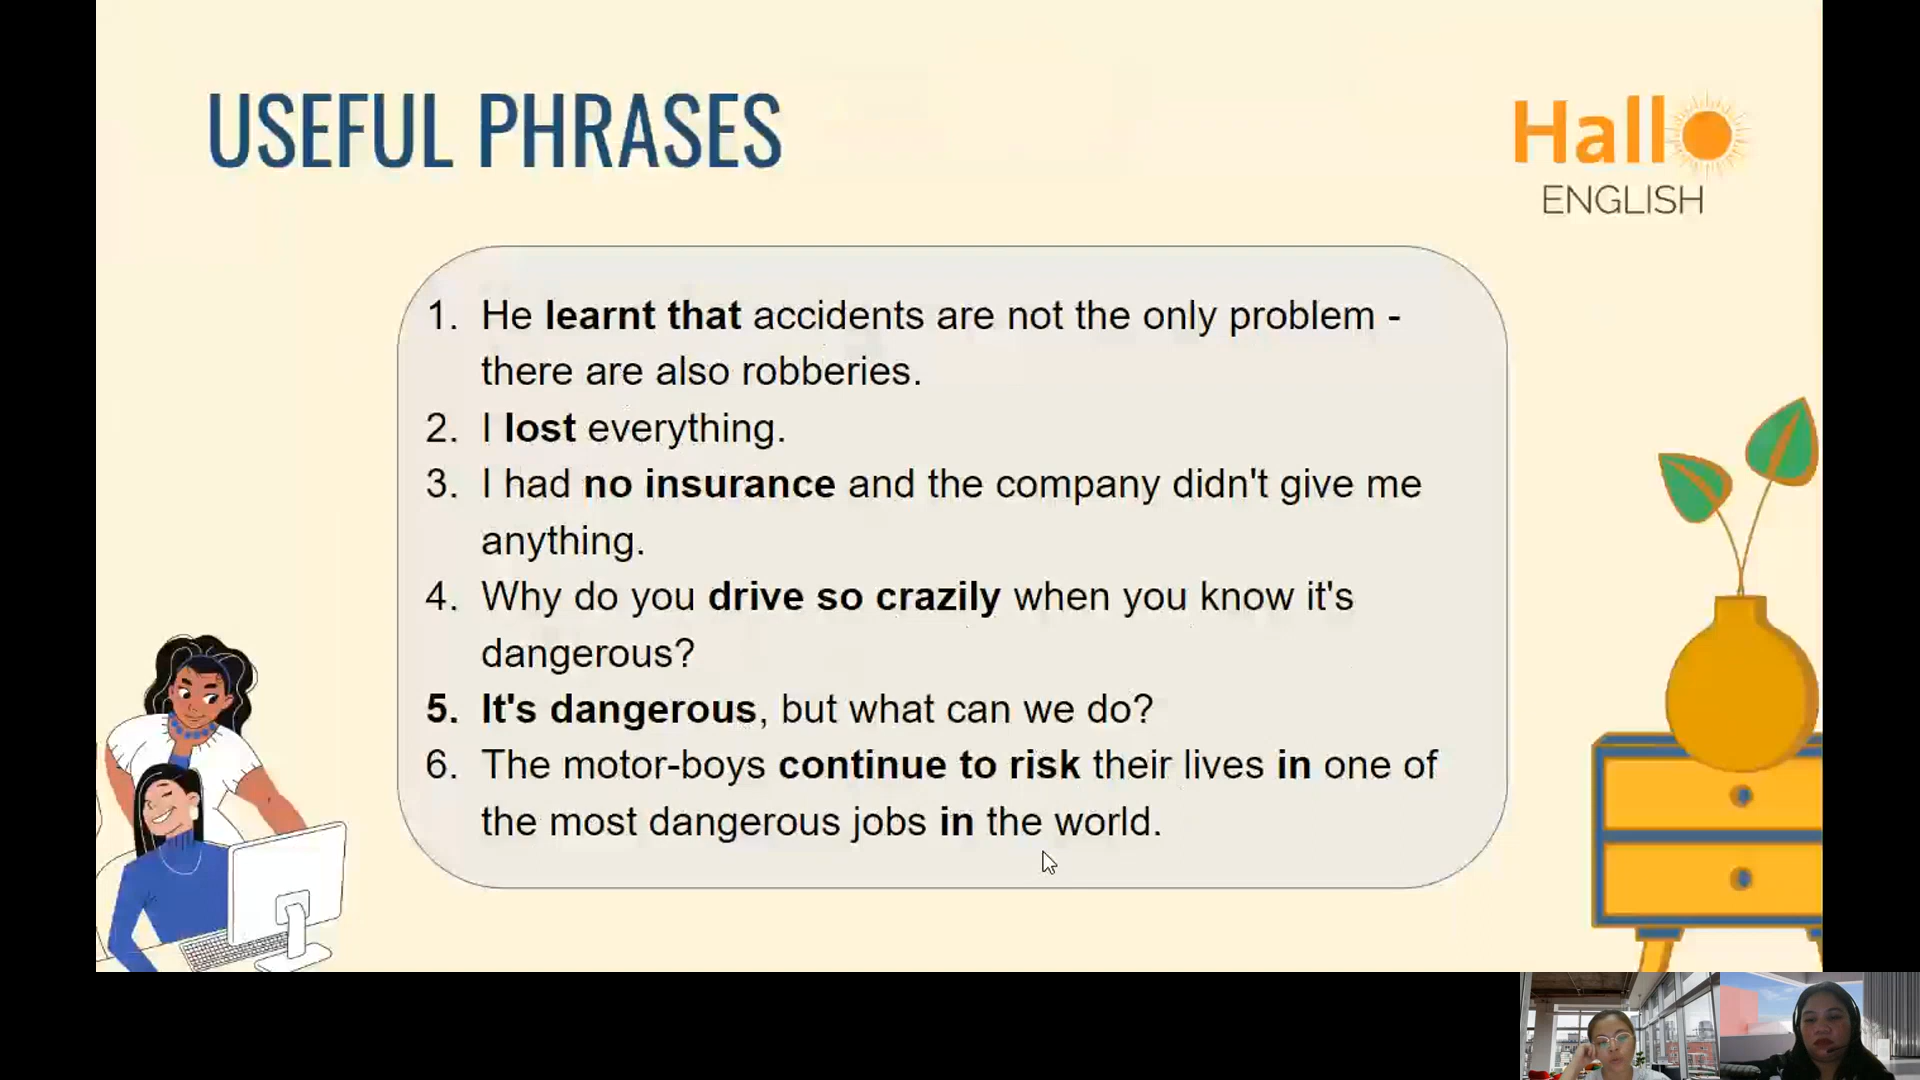 USEFUL PHRASES
Hallo
ENGLISH
1. He learnt that accidents are not the only problem -
there are also robberies.
2. I lost everything.
3. I had no insurance and the company didn't give me
anything.
4. Why do you drive so crazily when you know it's
dangerous?
5. It's dangerous, but what can we do?
6. The motor-boys continue to risk their lives in one of
the most dangerous jobs in the world.